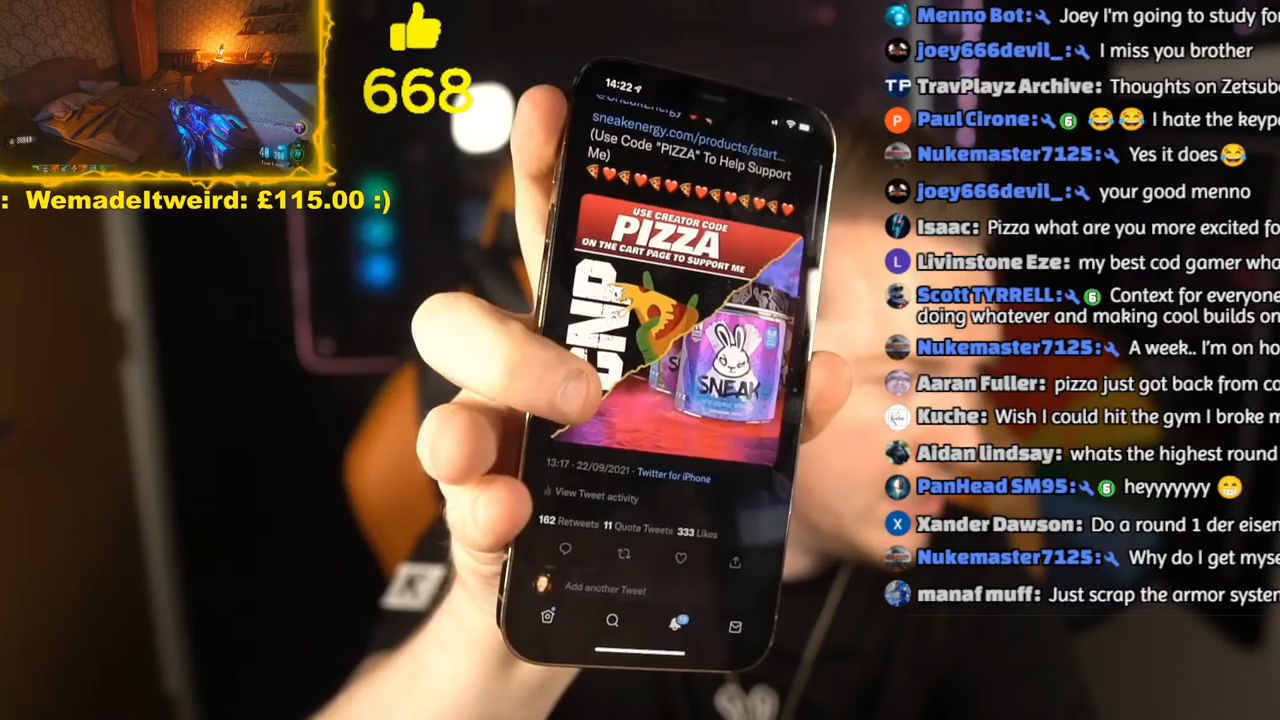 668
: WemadeItweird: £115.00 :)
14:22
sneakenergy.com/products/start...
(Use Code "PIZZA" To Help Support
Me)
USE CREATOR CODE
PIZZA
ON THE CART PAGE TO SUPPORT ME
SNEAK
13:17 · 22/09/2021 · Twitter for iPhone
View Tweet activity
162 Retweets 11 Quote Tweets 333 Likes
Add another Tweet
Menno Bot: Joey I'm going to study fo
joey666devil_: I miss you brother
TP TravPlayz Archive: Thoughts on Zetsub
P Paul Cirone: 6 😂 😂 I hate the keyp
Nukemaster7125: Yes it does😂
joey666devil_: your good menno
Isaac: Pizza what are you more excited fo
L Livinstone Eze: my best cod gamer wha
Scott TYRRELL: 6 Context for everyone
doing whatever and making cool builds on
Nukemaster7125: A week.. I'm on ho
Aaran Fuller: pizza just got back from co
Kuche: Wish I could hit the gym I broke m
Aidan lindsay: whats the highest round
PanHead SM95: 6 heyyyyyyy 😁
X Xander Dawson: Do a round 1 der eisen
Nukemaster7125: Why do I get myse
manaf muff: Just scrap the armor system